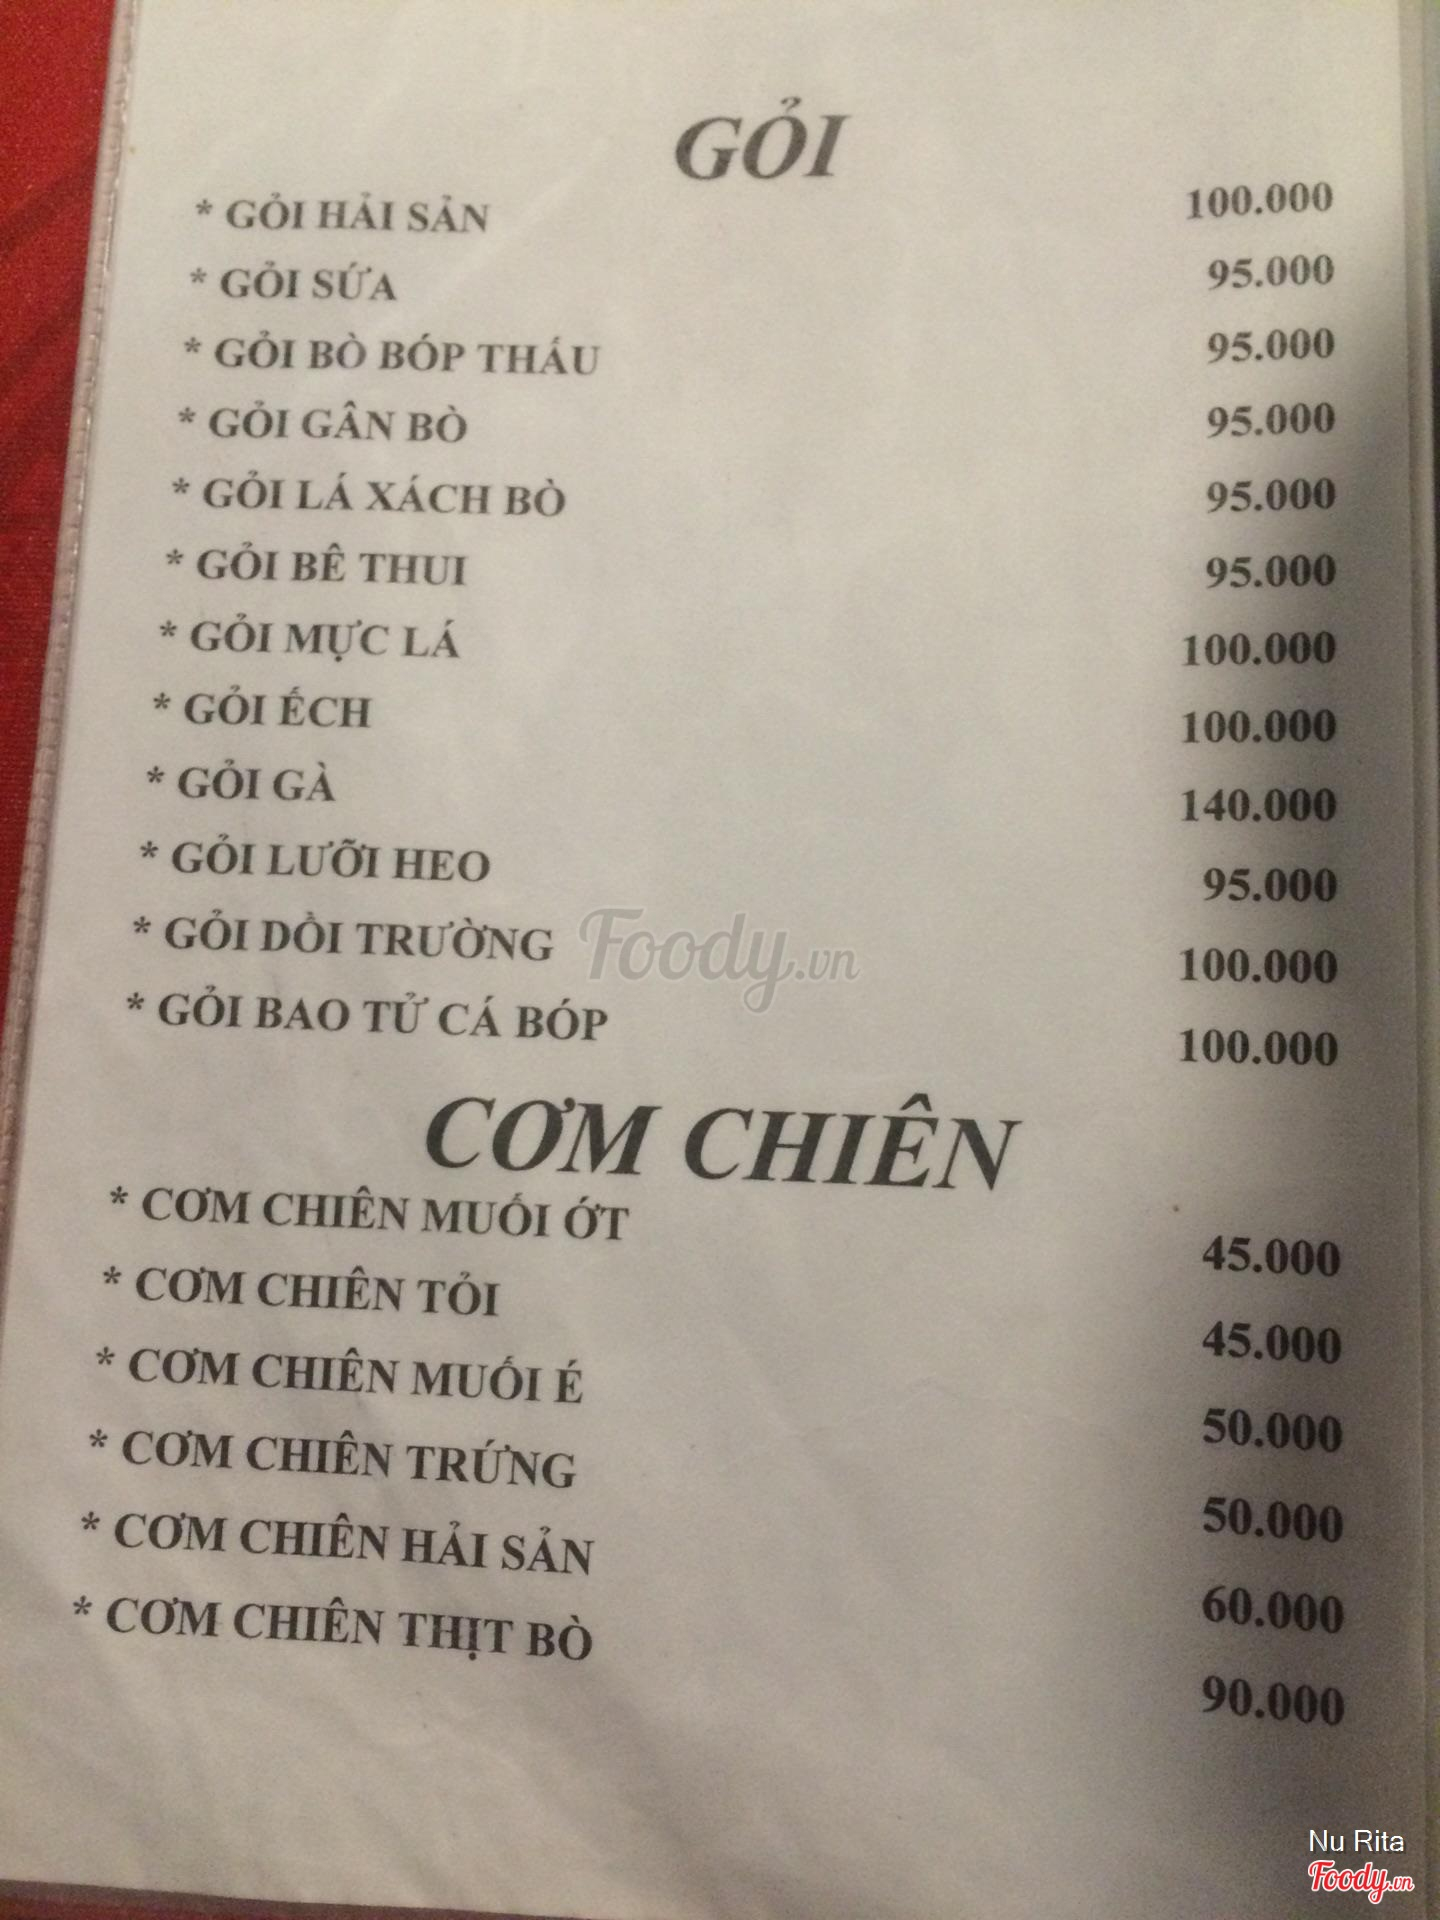 GỎI
* GỎI HẢI SẢN 100.000
* GỎI SỨA 95.000
* GỎI BÒ BÓP THẤU 95.000
* GỎI GÂN BÒ 95.000
* GỎI LÁ XÁCH BÒ 95.000
* GỎI BÊ THUI 95.000
* GỎI MỰC LÁ 100.000
* GỎI ẾCH 100.000
* GỎI GÀ 140.000
* GỎI LƯỠI HEO 95.000
* GỎI DỒI TRƯỜNG 100.000
* GỎI BAO TỬ CÁ BÓP 100.000
Foody.vn
CƠM CHIÊN
* CƠM CHIÊN MUỐI ỚT 45.000
* CƠM CHIÊN TỎI 45.000
* CƠM CHIÊN MUỐI É 50.000
* CƠM CHIÊN TRỨNG 50.000
* CƠM CHIÊN HẢI SẢN 60.000
* CƠM CHIÊN THỊT BÒ 90.000
Nu Rita
Foody.vn